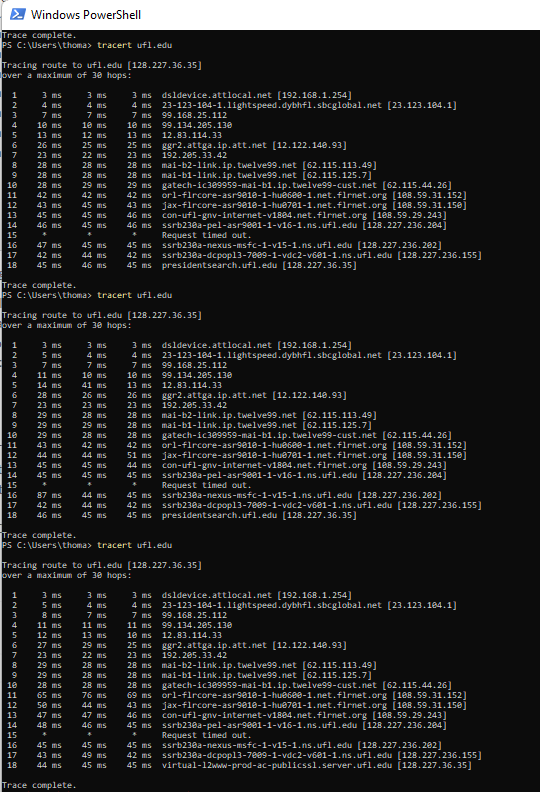 Windows PowerShell
Trace complete.
PS C:\Users\thoma> tracert ufl.edu
Tracing route to ufl.edu [128.227.36.35]
over a maximum of 30 hops:
1 3 ms 3 ms 3 ms dsldevice.attlocal.net [192.168.1.254]
2 4 ms 4 ms 4 ms 23-123-104-1.lightspeed.dybhfl.sbcglobal.net [23.123.104.1]
3 7 ms 7 ms 7 ms 99.168.25.112
4 10 ms 10 ms 10 ms 99.134.205.130
5 13 ms 12 ms 13 ms 12.83.114.33
6 26 ms 25 ms 25 ms ggr2.attga.ip.att.net [12.122.140.93]
7 23 ms 22 ms 22 ms 192.205.33.42
8 28 ms 28 ms 28 ms mai-b2-link.ip.twelve99.net [62.115.113.49]
9 28 ms 28 ms 28 ms mai-b1-link.ip.twelve99.net [62.115.125.7]
10 28 ms 29 ms 29 ms gatech-ic309959-mai-b1.ip.twelve99-cust.net [62.115.44.26]
11 42 ms 42 ms 42 ms orl-flrcore-asr9010-1-hu0600-1.net.flrnet.org [108.59.31.152]
12 43 ms 45 ms 43 ms jax-flrcore-asr9010-1-hu0701-1.net.flrnet.org [108.59.31.150]
13 45 ms 45 ms 46 ms con-ufl-gnv-internet-v1804.net.flrnet.org [108.59.29.243]
14 46 ms 45 ms 45 ms ssrb230a-pel-asr9001-1-v16-1.ns.ufl.edu [128.227.236.204]
15 * * * Request timed out.
16 47 ms 45 ms 44 ms ssrb230a-nexus-msfc-1-v15-1.ns.ufl.edu [128.227.236.202]
17 42 ms 44 ms 42 ms ssrb230a-dcpopl3-7009-1-vdc2-v601-1.ns.ufl.edu [128.227.236.155]
18 45 ms 46 ms 45 ms presidentsearch.ufl.edu [128.227.36.35]
Trace complete.
PS C:\Users\thoma> tracert ufl.edu
Tracing route to ufl.edu [128.227.36.35]
over a maximum of 30 hops:
1 3 ms 3 ms 3 ms dsldevice.attlocal.net [192.168.1.254]
2 5 ms 4 ms 4 ms 23-123-104-1.lightspeed.dybhfl.sbcglobal.net [23.123.104.1]
3 7 ms 7 ms 7 ms 99.168.25.112
4 11 ms 10 ms 10 ms 99.134.205.130
5 14 ms 41 ms 13 ms 12.83.114.33
6 28 ms 26 ms 26 ms ggr2.attga.ip.att.net [12.122.140.93]
7 23 ms 23 ms 23 ms 192.205.33.42
8 29 ms 28 ms 28 ms mai-b2-link.ip.twelve99.net [62.115.113.49]
9 29 ms 29 ms 28 ms mai-b1-link.ip.twelve99.net [62.115.125.7]
10 29 ms 28 ms 28 ms gatech-ic309959-mai-b1.ip.twelve99-cust.net [62.115.44.26]
11 43 ms 42 ms 42 ms orl-flrcore-asr9010-1-hu0600-1.net.flrnet.org [108.59.31.152]
12 44 ms 44 ms 51 ms jax-flrcore-asr9010-1-hu0701-1.net.flrnet.org [108.59.31.150]
13 45 ms 45 ms 44 ms con-ufl-gnv-internet-v1804.net.flrnet.org [108.59.29.243]
14 45 ms 45 ms 45 ms ssrb230a-pel-asr9001-1-v16-1.ns.ufl.edu [128.227.236.204]
15 * * * Request timed out.
16 87 ms 44 ms 45 ms ssrb230a-nexus-msfc-1-v15-1.ns.ufl.edu [128.227.236.202]
17 42 ms 44 ms 42 ms ssrb230a-dcpopl3-7009-1-vdc2-v601-1.ns.ufl.edu [128.227.236.155]
18 46 ms 45 ms 45 ms presidentsearch.ufl.edu [128.227.36.35]
Trace complete.
PS C:\Users\thoma> tracert ufl.edu
Tracing route to ufl.edu [128.227.36.35]
over a maximum of 30 hops:
1 3 ms 3 ms 3 ms dsldevice.attlocal.net [192.168.1.254]
2 5 ms 4 ms 4 ms 23-123-104-1.lightspeed.dybhfl.sbcglobal.net [23.123.104.1]
3 8 ms 7 ms 7 ms 99.168.25.112
4 11 ms 11 ms 11 ms 99.134.205.130
5 12 ms 13 ms 10 ms 12.83.114.33
6 27 ms 29 ms 25 ms ggr2.attga.ip.att.net [12.122.140.93]
7 23 ms 22 ms 23 ms 192.205.33.42
8 29 ms 28 ms 28 ms mai-b2-link.ip.twelve99.net [62.115.113.49]
9 29 ms 28 ms 28 ms mai-b1-link.ip.twelve99.net [62.115.125.7]
10 28 ms 28 ms 28 ms gatech-ic309959-mai-b1.ip.twelve99-cust.net [62.115.44.26]
11 65 ms 76 ms 69 ms orl-flrcore-asr9010-1-hu0600-1.net.flrnet.org [108.59.31.152]
12 50 ms 44 ms 43 ms jax-flrcore-asr9010-1-hu0701-1.net.flrnet.org [108.59.31.150]
13 47 ms 47 ms 46 ms con-ufl-gnv-internet-v1804.net.flrnet.org [108.59.29.243]
14 48 ms 46 ms 45 ms ssrb230a-pel-asr9001-1-v16-1.ns.ufl.edu [128.227.236.204]
15 * * * Request timed out.
16 45 ms 45 ms 45 ms ssrb230a-nexus-msfc-1-v15-1.ns.ufl.edu [128.227.236.202]
17 43 ms 49 ms 42 ms ssrb230a-dcpopl3-7009-1-vdc2-v601-1.ns.ufl.edu [128.227.236.155]
18 44 ms 45 ms 45 ms virtual-l2www-prod-ac-publicssl.server.ufl.edu [128.227.36.35]
Trace complete.